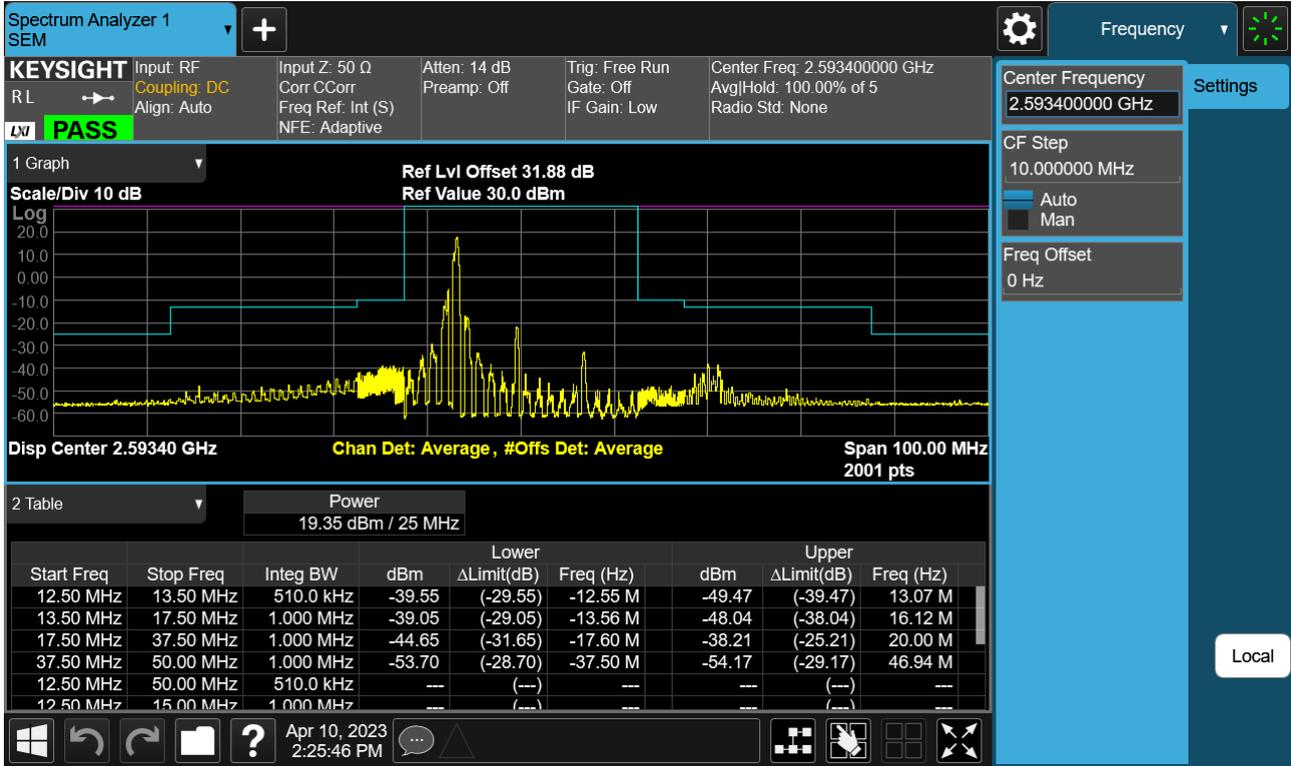 Spectrum Analyzer 1
SEM
Frequency
KEYSIGHT
R L
LXI
PASS
Input: RF
Coupling: DC
Align: Auto
Input Z: 50 Ω
Corr CCorr
Freq Ref: Int (S)
NFE: Adaptive
Atten: 14 dB
Preamp: Off
Trig: Free Run
Gate: Off
IF Gain: Low
Center Freq: 2.593400000 GHz
Avg|Hold: 100.00% of 5
Radio Std: None
Center Frequency
2.593400000 GHz
Settings
CF Step
10.000000 MHz
Auto
Man
Freq Offset
0 Hz
1 Graph
Scale/Div 10 dB
Ref Lvl Offset 31.88 dB
Ref Value 30.0 dBm
Log
20.0
10.0
0.00
-10.0
-20.0
-30.0
-40.0
-50.0
-60.0
Disp Center 2.59340 GHz
Chan Det: Average , #Offs Det: Average
Span 100.00 MHz
2001 pts
2 Table
Power
19.35 dBm / 25 MHz
Lower Upper
Start Freq Stop Freq Integ BW dBm ΔLimit(dB) Freq (Hz) dBm ΔLimit(dB) Freq (Hz)
12.50 MHz 13.50 MHz 510.0 kHz -39.55 (-29.55) -12.55 M -49.47 (-39.47) 13.07 M
13.50 MHz 17.50 MHz 1.000 MHz -39.05 (-29.05) -13.56 M -48.04 (-38.04) 16.12 M
17.50 MHz 37.50 MHz 1.000 MHz -44.65 (-31.65) -17.60 M -38.21 (-25.21) 20.00 M
37.50 MHz 50.00 MHz 1.000 MHz -53.70 (-28.70) -37.50 M -54.17 (-29.17) 46.94 M
12.50 MHz 50.00 MHz 510.0 kHz --- (---) --- --- (---) ---
12.50 MHz 15.00 MHz 1.000 MHz --- (---) --- --- (---) ---
Local
?
Apr 10, 2023
2:25:46 PM